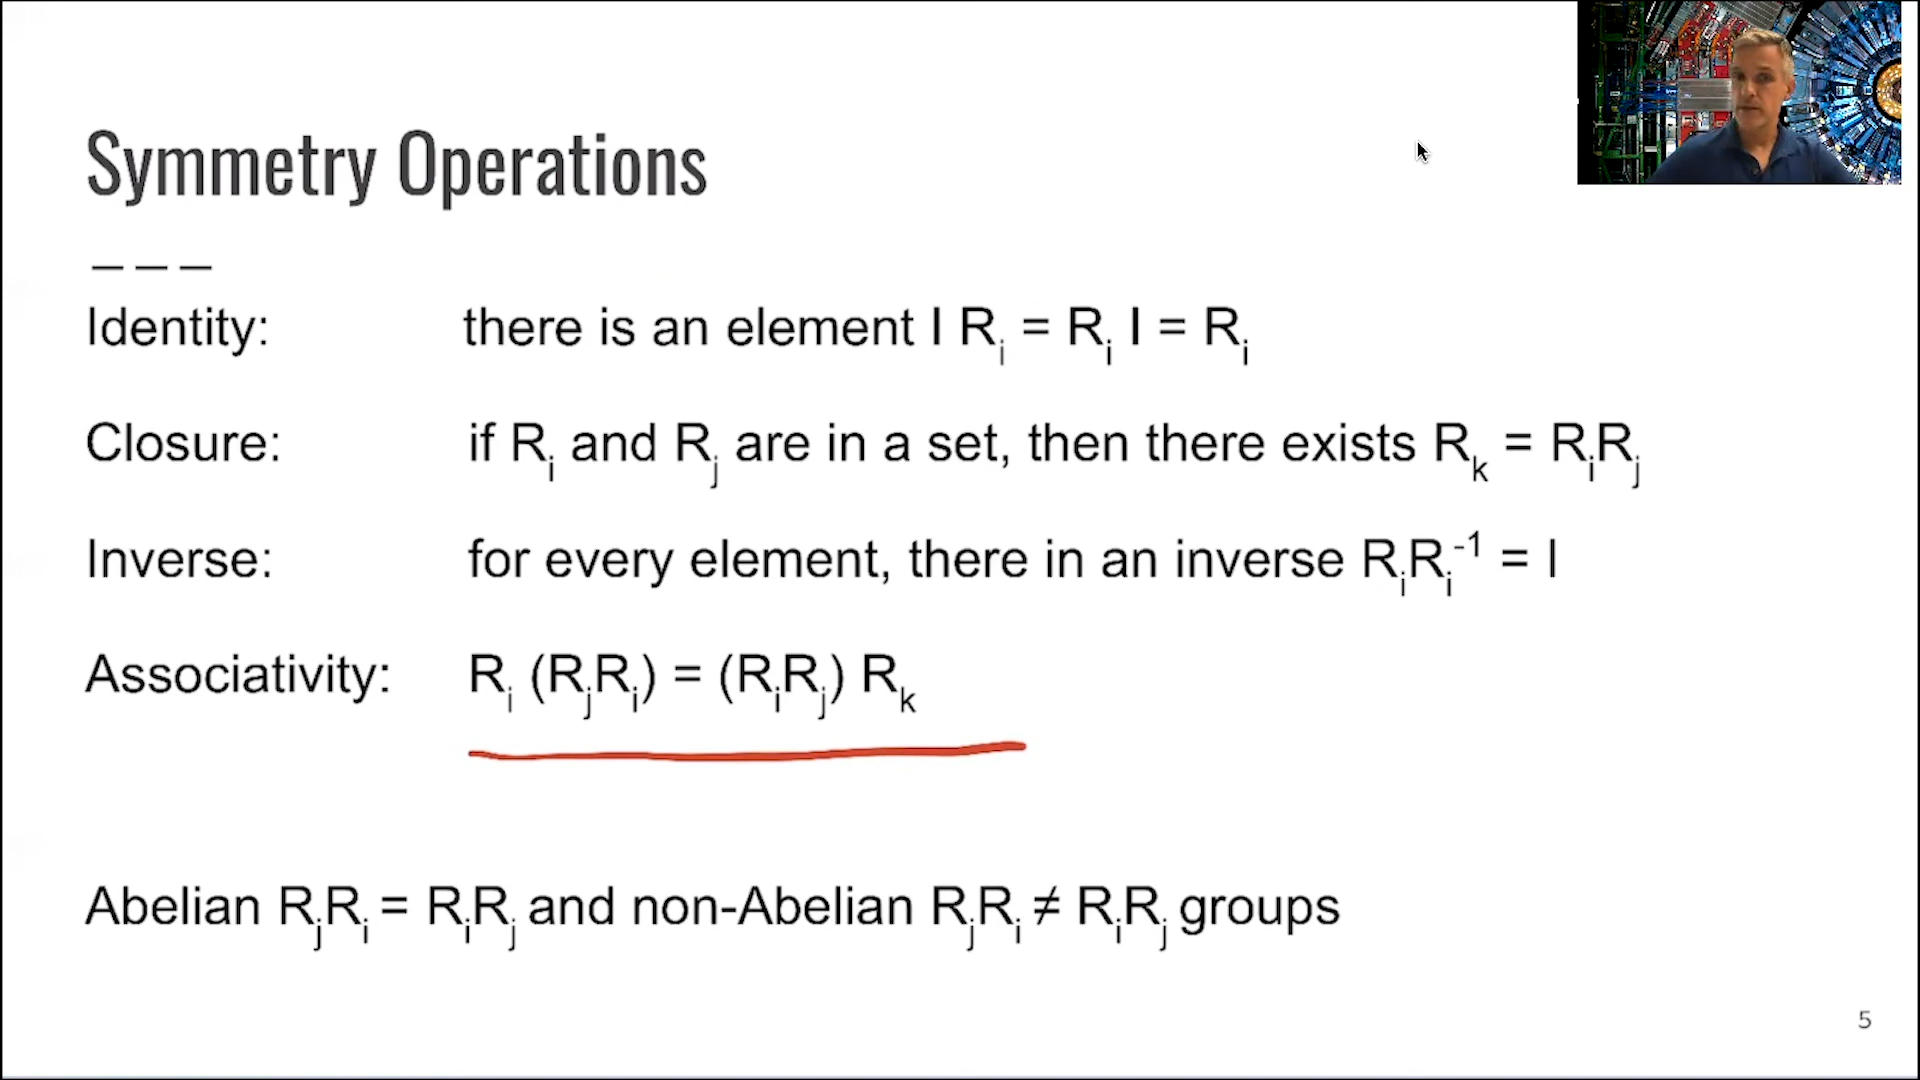 Symmetry Operations
Identity: there is an element I Rᵢ = Rᵢ I = Rᵢ
Closure: if Rᵢ and Rⱼ are in a set, then there exists Rₖ = RᵢRⱼ
Inverse: for every element, there in an inverse RᵢRᵢ⁻¹ = I
Associativity: Rᵢ (RⱼRᵢ) = (RᵢRⱼ) Rₖ
Abelian RⱼRᵢ = RᵢRⱼ and non-Abelian RⱼRᵢ ≠ RᵢRⱼ groups
5